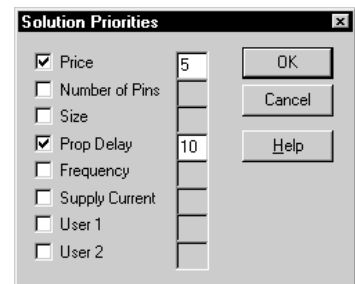 Solution Priorities
Price 5
Number of Pins
Size
Prop Delay 10
Frequency
Supply Current
User 1
User 2
OK
Cancel
Help